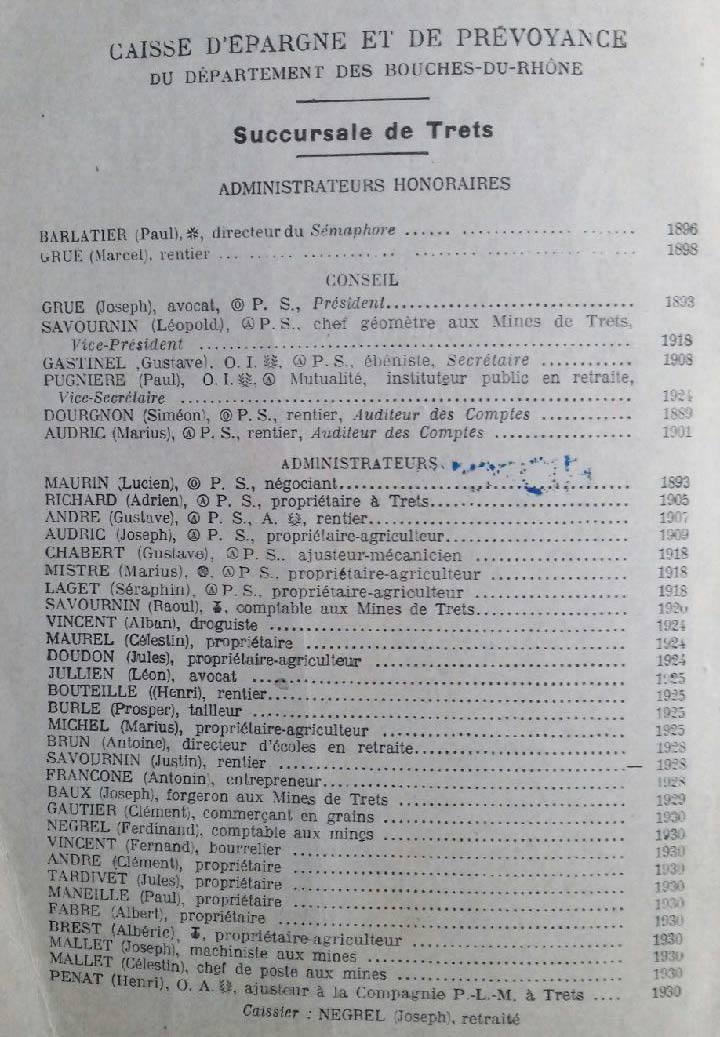 CAISSE D'ÉPARGNE ET DE PRÉVOYANCE
DU DÉPARTEMENT DES BOUCHES-DU-RHÔNE
Succursale de Trets
ADMINISTRATEURS HONORAIRES
BARLATIER (Paul), ✻, directeur du Sémaphore ...... 1896
GRUE (Marcel), rentier ...... 1898
CONSEIL
GRUE (Joseph), avocat, Ⓞ P. S., Président...... 1893
SAVOURNIN (Léopold), Ⓐ P. S., chef géomètre aux Mines de Trets,
Vice-Président ...... 1918
GASTINEL ,Gustave), O. I. , Ⓐ P. S., ébéniste, Secrétaire ...... 1908
PUGNIERE (Paul), O. I. , Ⓐ Mutualité, instituteur public en retraite,
Vice-Secrétaire ...... 1924
DOURGNON (Siméon), Ⓞ P. S., rentier, Auditeur des Comptes ...... 1889
AUDRIC (Marius), Ⓐ P. S., rentier, Auditeur des Comptes ...... 1901
ADMINISTRATEURS
MAURIN (Lucien), Ⓞ P. S., négociant...... 1893
RICHARD (Adrien), Ⓐ P. S., propriétaire à Trets...... 1905
ANDRE (Gustave), Ⓐ P. S., A. , rentier...... 1907
AUDRIC (Joseph), Ⓐ P. S., propriétaire-agriculteur...... 1909
CHABERT (Gustave), Ⓐ P. S.. ajusteur-mécanicien ...... 1918
MISTRE (Marius), , Ⓐ P. S., propriétaire-agriculteur ...... 1918
LAGET (Séraphin), Ⓐ P. S., propriétaire-agriculteur ...... 1918
SAVOURNIN (Raoul), , comptable aux Mines de Trets...... 1920
VINCENT (Alban), droguiste ...... 1924
MAUREL (Célestin), propriétaire ...... 1924
DOUDON (Jules), propriétaire-agriculteur ...... 1924
JULLIEN (Léon), avocat ...... 1925
BOUTEILLE ((Henri), rentier...... 1925
BURLE (Prosper), tailleur ...... 1925
MICHEL (Marius), propriétaire-agriculteur ...... 1925
BRUN (Antoine), directeur d'écoles en retraite...... 1928
SAVOURNIN (Justin), rentier ...... 1928
FRANCONE (Antonin), entrepreneur...... 1928
BAUX (Joseph), forgeron aux Mines de Trets ...... 1929
GAUTIER (Clément), commerçant en grains ...... 1930
NEGREL (Ferdinand), comptable aux mines ...... 1930
VINCENT (Fernand), bourrelier ...... 1930
ANDRE (Clément), propriétaire ...... 1930
TARDIVET (Jules), propriétaire ...... 1930
MANEILLE (Paul), propriétaire ...... 1930
FABRE (Albert), propriétaire ...... 1930
BREST (Albéric), , propriétaire-agriculteur ...... 1930
MALLET (Joseph), machiniste aux mines ...... 1930
MALLET (Célestin), chef de poste aux mines ...... 1930
PENAT (Henri), O. A. , ajusteur à la Compagnie P.-L.-M. à Trets .... 1930
Caissier : NEGREL (Joseph), retraité